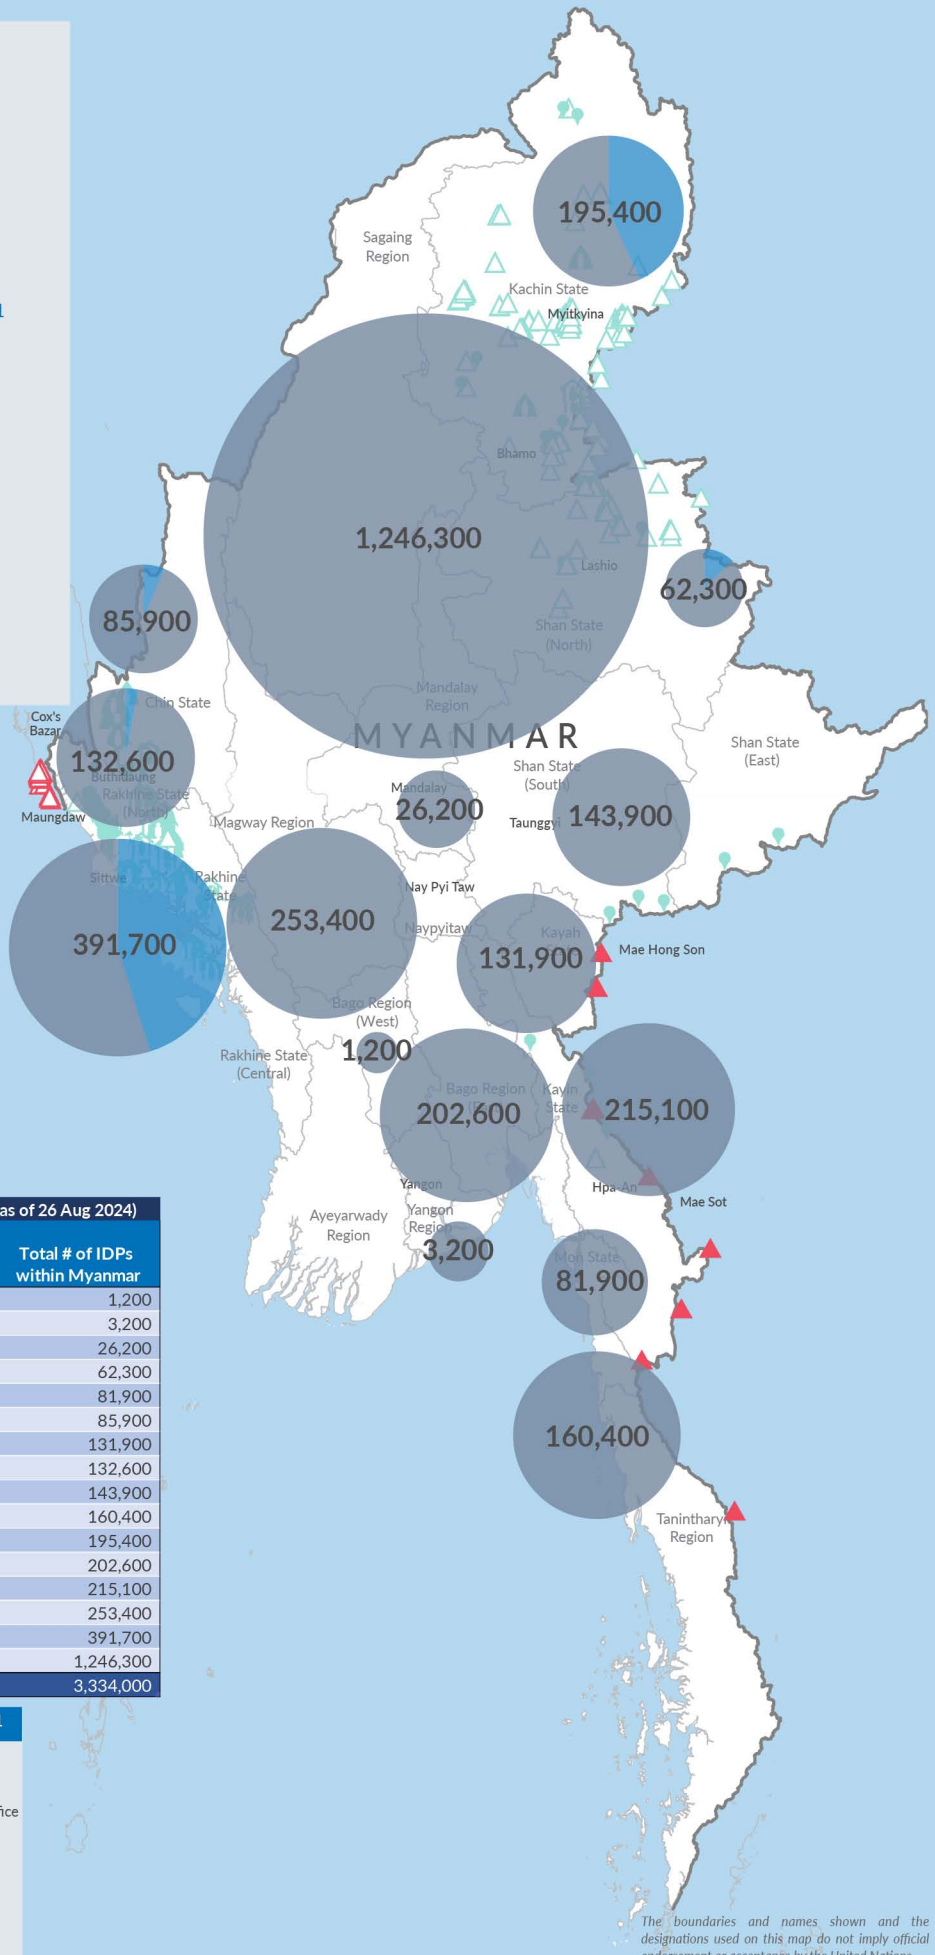 195,400
Sagaing
Region
Kachin State
Myitkyina
Bhamo
1,246,300
Lashio
62,300
85,900
Shan State
(North)
Mandalay
Region
Chin State
Cox's
Bazar
MYANMAR
Shan State
(East)
132,600
Buthidaung
Rakhine State
(North)
Maungdaw
Shan State
(South)
Mandalay
26,200
Magway Region
Taunggyi
143,900
Sittwe
Rakhine
State
Nay Pyi Taw
253,400
Naypyitaw
Kayah
391,700
131,900
Mae Hong Son
Bago Region
(West)
1,200
Rakhine State
(Central)
Bago Region
202,600
Kayin
State
215,100
Yangon
Hpa-An
Mae Sot
Ayeyarwady
Region
Yangon
Region
3,200
Mon State
81,900
160,400
Tanintharyi
Region
as of 26 Aug 2024)
Total # of IDPs
within Myanmar
1,200
3,200
26,200
62,300
81,900
85,900
131,900
132,600
143,900
160,400
195,400
202,600
215,100
253,400
391,700
1,246,300
3,334,000
The boundaries and names shown and the
designations used on this map do not imply official
endorsement or acceptance by the United Nations